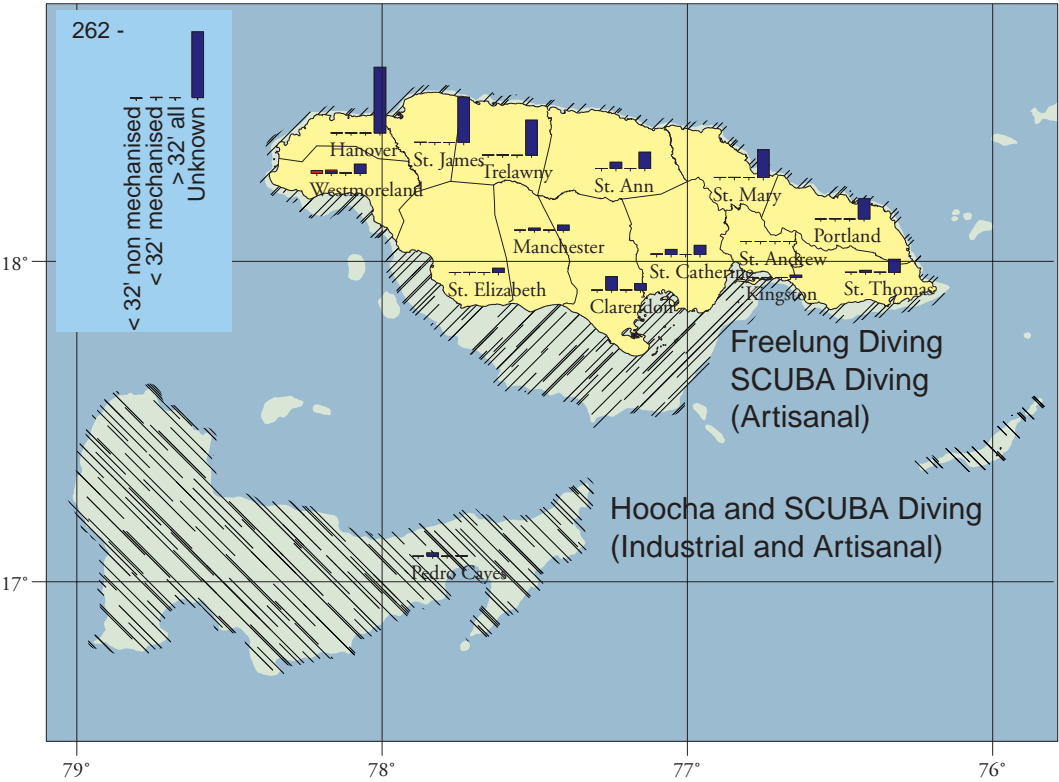 262 -
< 32' non mechanised
< 32' mechanised
> 32' all
Unknown
Hanover
St. James
Trelawny
St. Ann
St. Mary
Westmoreland
Portland
Manchester
St. Andrew
St. Catherine
18°
St. Elizabeth
Clarendon
Kingston
St. Thomas
Freelung Diving
SCUBA Diving
(Artisanal)
Hoocha and SCUBA Diving
(Industrial and Artisanal)
Pedro Cayes
17°
79°
78°
77°
76°